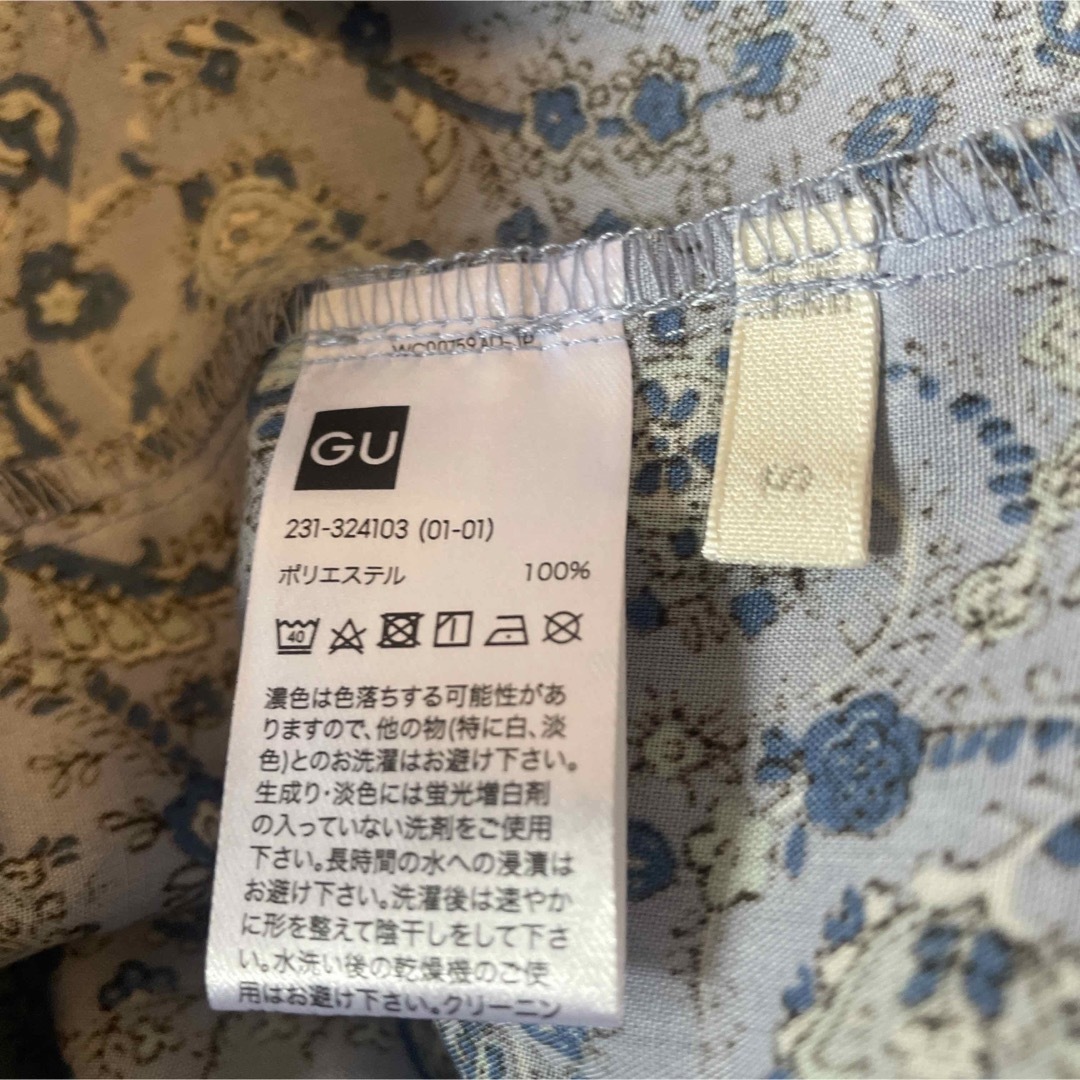 WC00759AD-JP
GU
231-324103 (01-01)
ポリエステル 100%
40
濃色は色落ちする可能性があ
りますので、他の物(特に白、淡
色)とのお洗濯はお避け下さい。
生成り・淡色には蛍光増白剤
の入っていない洗剤をご使用
下さい。長時間の水への浸漬は
お避け下さい。洗濯後は速やか
に形を整えて陰干しをして下さ
い。水洗い後の乾燥機のご使
用はお避け下さい。クリーニン
S